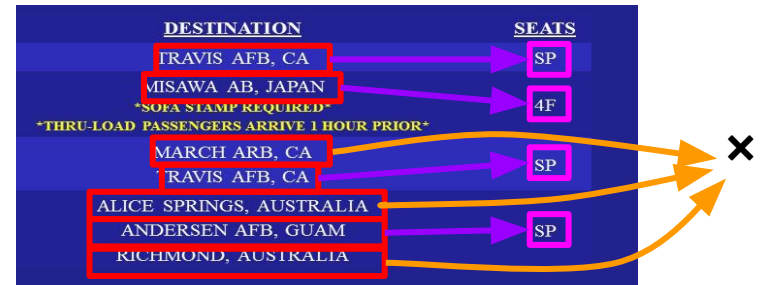 DESTINATION SEATS
TRAVIS AFB, CA SP
MISAWA AB, JAPAN
*SOFA STAMP REQUIRED* 4F
*THRU-LOAD PASSENGERS ARRIVE 1 HOUR PRIOR*
MARCH ARB, CA
SP
TRAVIS AFB, CA
ALICE SPRINGS, AUSTRALIA
ANDERSEN AFB, GUAM SP
RICHMOND, AUSTRALIA